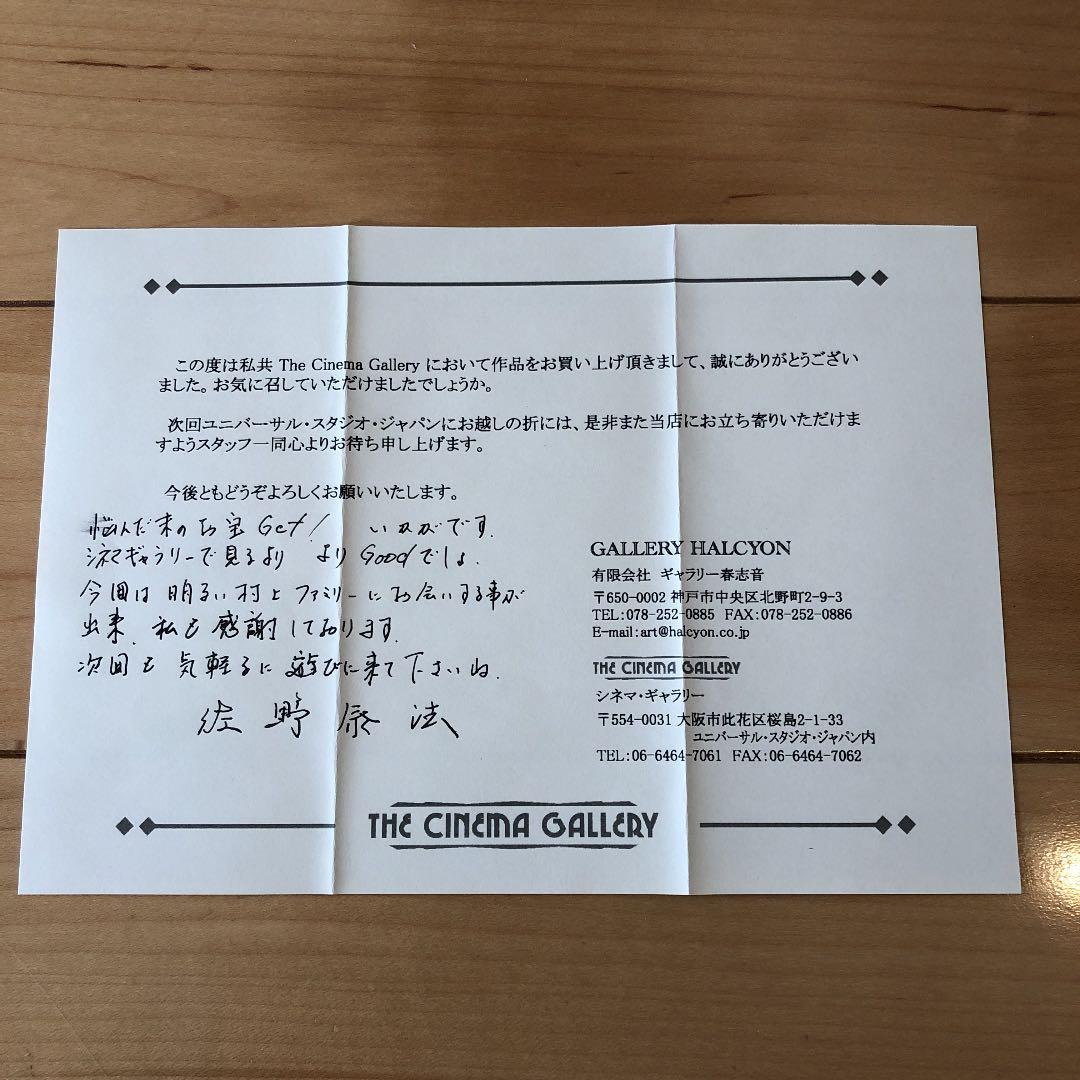 この度は私共 The Cinema Gallery において作品をお買い上げ頂きまして、誠にありがとうござい
ました。お気に召していただけましたでしょうか。
次回ユニバーサル・スタジオ・ジャパンにお越しの折には、是非また当店にお立ち寄りいただけま
すようスタッフ一同心よりお待ち申し上げます。
今後ともどうぞよろしくお願いいたします。
悩んだ末のお宝Get! いかがです.
シネマギャラリーで見るより よりGoodでしょ.
今回は 明るい 村上ファミリーに お会いする事が
出来、私も感謝しております.
次回も 気軽るに 遊びに来て下さいね.
佐野
GALLERY HALCYON
有限会社 ギャラリー春志音
〒650-0002 神戸市中央区北野町2-9-3
TEL:078-252-0885 FAX:078-252-0886
E-mail:art@halcyon.co.jp
THE CINEMA GALLERY
シネマ・ギャラリー
〒554-0031 大阪市此花区桜島2-1-33
ユニバーサル・スタジオ・ジャパン内
TEL:06-6464-7061 FAX:06-6464-7062
THE CINEMA GALLERY